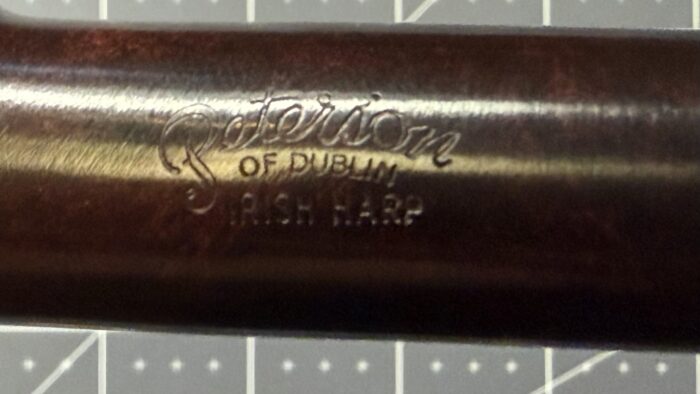 Peterson
OF DUBLIN
IRISH HARP